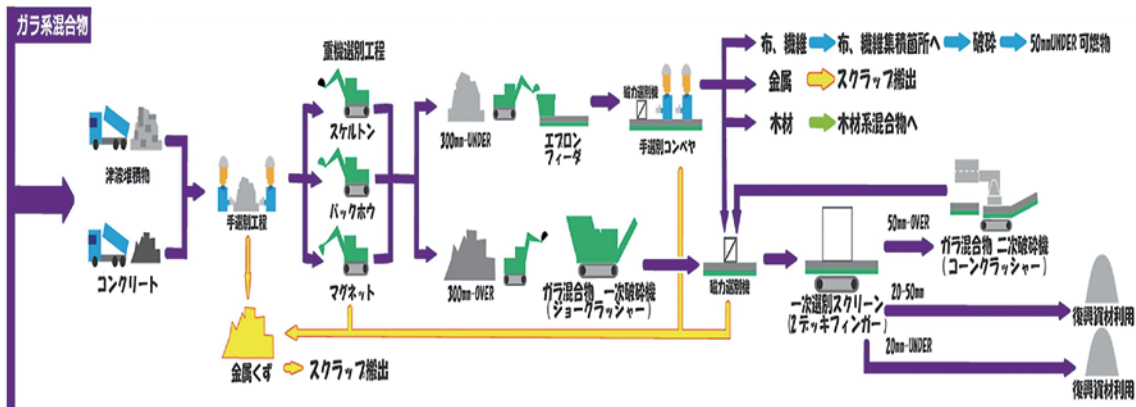 ガラ系混合物
津波堆積物
コンクリート
手選別工程
金属くず
スクラップ搬出
重機選別工程
スケルトン
バックホウ
マグネット
300mm-UNDER
エプロン
フィーダ
磁力選別機
手選別コンベヤ
300mm-OVER
ガラ混合物 一次破砕機
(ジョークラッシャー)
磁力選別機
布、繊維
布、繊維集積箇所へ
破砕
50mmUNDER 可燃物
金属
スクラップ搬出
木材
木材系混合物へ
一次選別スクリーン
(2デッキフィンガー)
50mm-OVER
ガラ混合物 二次破砕機
(コーンクラッシャー)
20-50mm
復興資材利用
20mm-UNDER
復興資材利用